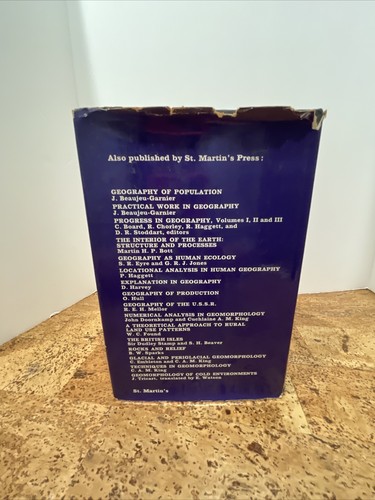 Also published by St. Martin's Press:
GEOGRAPHY OF POPULATION
J. Beaujeu-Garnier
PRACTICAL WORK IN GEOGRAPHY
J. Beaujeu-Garnier
PROGRESS IN GEOGRAPHY, Volumes I, II and III
C. Board, R. Chorley, R. Haggett, and
D. R. Stoddart, editors
THE INTERIOR OF THE EARTH:
STRUCTURE AND PROCESSES
Martin H. P. Bott
GEOGRAPHY AS HUMAN ECOLOGY
S. R. Eyre and G. R. J. Jones
LOCATIONAL ANALYSIS IN HUMAN GEOGRAPHY
P. Haggett
EXPLANATION IN GEOGRAPHY
D. Harvey
GEOGRAPHY OF PRODUCTION
O. Hull
GEOGRAPHY OF THE U.S.S.R.
R. E. H. Mellor
NUMERICAL ANALYSIS IN GEOMORPHOLOGY
John Doornkamp and Cuchlaine A. M. King
A THEORETICAL APPROACH TO RURAL
LAND USE PATTERNS
W. C. Found
THE BRITISH ISLES
Sir Dudley Stamp and S. H. Beaver
ROCKS AND RELIEF
B. W. Sparks
GLACIAL AND PERIGLACIAL GEOMORPHOLOGY
C. Embleton and C. A. M. King
TECHNIQUES IN GEOMORPHOLOGY
C. A. M. King
GEOMORPHOLOGY OF COLD ENVIRONMENTS
J. Tricart, translated by E. Watson
St. Martin's